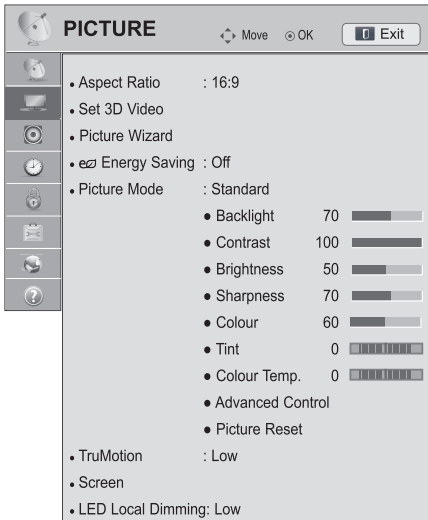 PICTURE Move OK Exit
• Aspect Ratio : 16:9
• Set 3D Video
• Picture Wizard
• Energy Saving : Off
• Picture Mode : Standard
• Backlight 70
• Contrast 100
• Brightness 50
• Sharpness 70
• Colour 60
• Tint 0
• Colour Temp. 0
• Advanced Control
• Picture Reset
• TruMotion : Low
• Screen
• LED Local Dimming: Low